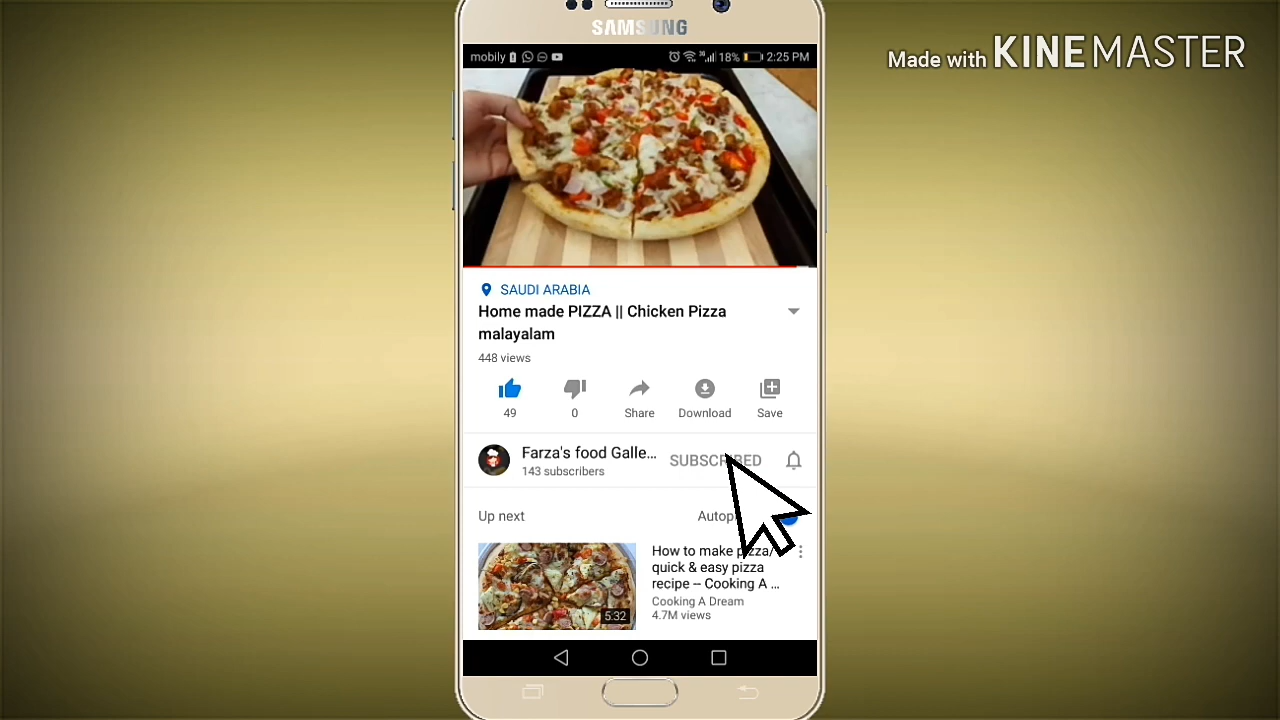 SAMSUNG
Made with KINEMASTER
mobily 18% 2:25 PM
SAUDI ARABIA
Home made PIZZA || Chicken Pizza
malayalam
448 views
49
0
Share
Download
Save
Farza's food Galle...
SUBSCRIBED
143 subscribers
Up next
Autop
How to make pizza/
quick & easy pizza
recipe -- Cooking A ...
Cooking A Dream
4.7M views
5:32